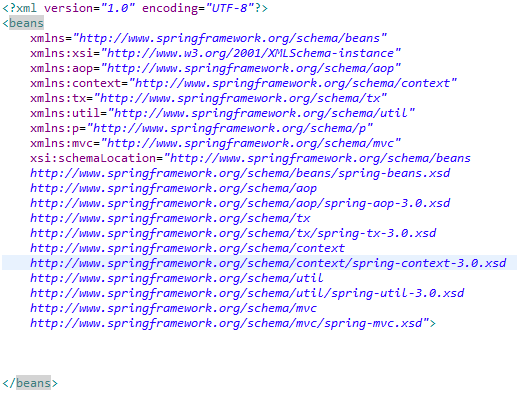 <?xml version="1.0" encoding="UTF-8"?>
<beans
xmlns="http://www.springframework.org/schema/beans"
xmlns:xsi="http://www.w3.org/2001/XMLSchema-instance"
xmlns:aop="http://www.springframework.org/schema/aop"
xmlns:context="http://www.springframework.org/schema/context"
xmlns:tx="http://www.springframework.org/schema/tx"
xmlns:util="http://www.springframework.org/schema/util"
xmlns:p="http://www.springframework.org/schema/p"
xmlns:mvc="http://www.springframework.org/schema/mvc"
xsi:schemaLocation="http://www.springframework.org/schema/beans
http://www.springframework.org/schema/beans/spring-beans.xsd
http://www.springframework.org/schema/aop
http://www.springframework.org/schema/aop/spring-aop-3.0.xsd
http://www.springframework.org/schema/tx
http://www.springframework.org/schema/tx/spring-tx-3.0.xsd
http://www.springframework.org/schema/context
http://www.springframework.org/schema/context/spring-context-3.0.xsd
http://www.springframework.org/schema/util
http://www.springframework.org/schema/util/spring-util-3.0.xsd
http://www.springframework.org/schema/mvc
http://www.springframework.org/schema/mvc/spring-mvc.xsd">
</beans>